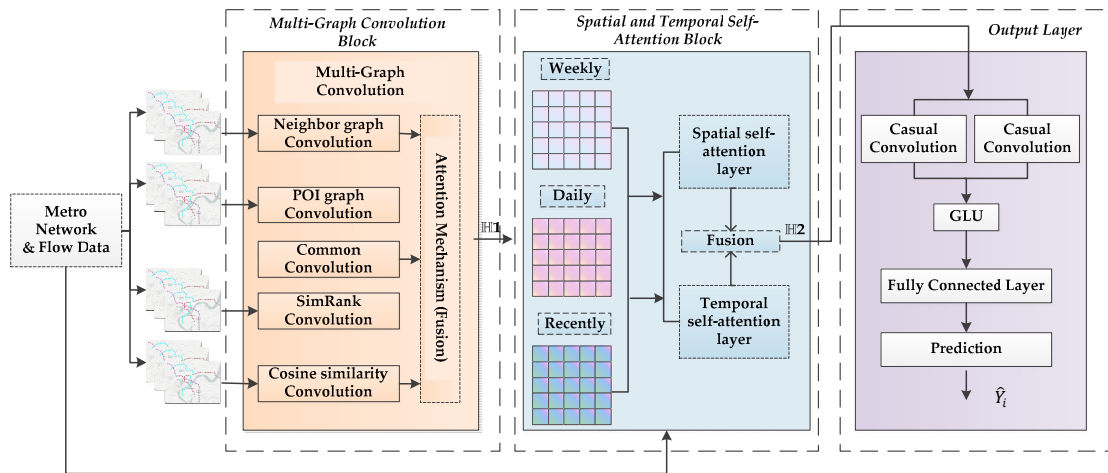 Multi-Graph Convolution
Block
Spatial and Temporal Self-
Attention Block
Output Layer
Metro
Network
& Flow Data
Multi-Graph
Convolution
Neighbor graph
Convolution
POI graph
Convolution
Common
Convolution
SimRank
Convolution
Cosine similarity
Convolution
Attention Mechanism (Fusion)
ℍ1
Weekly
Daily
Recently
Spatial self-
attention
layer
Fusion
Temporal
self-attention
layer
ℍ2
Casual
Convolution
Casual
Convolution
GLU
Fully Connected Layer
Prediction
Ŷᵢ